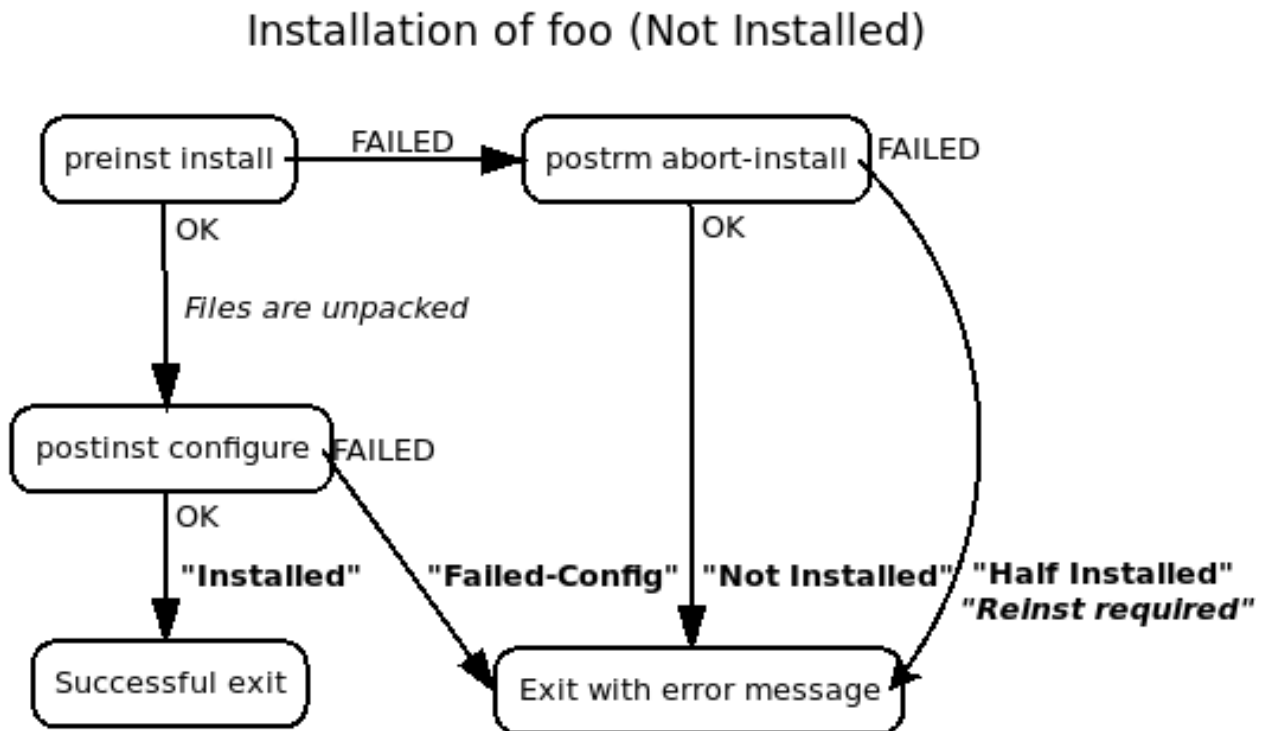 Installation of foo (Not Installed)
preinst install
FAILED
postrm abort-install
FAILED
OK
OK
Files are unpacked
postinst configure
FAILED
OK
"Installed"
"Failed-Config"
"Not Installed"
"Half Installed"
"Reinst required"
Successful exit
Exit with error message